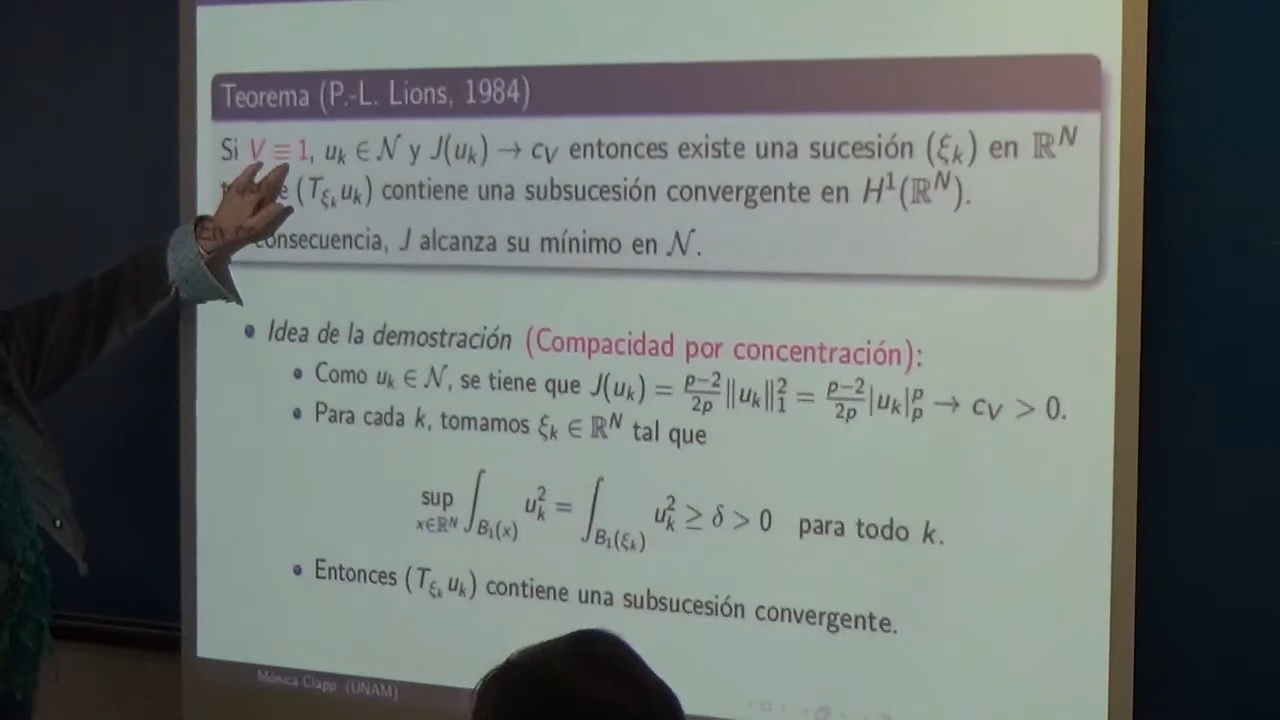 Teorema (P.-L. Lions, 1984)
Si V ≡ 1, u_k ∈ 𝒩 y J(u_k) → c_V entonces existe una sucesión (ξ_k) en ℝ^N
(T_{ξ_k} u_k) contiene una subsucesión convergente en H^1(ℝ^N).
consecuencia, J alcanza su mínimo en 𝒩.
• Idea de la demostración (Compacidad por concentración):
• Como u_k ∈ 𝒩, se tiene que J(u_k) = \frac{p-2}{2p} ‖u_k‖_1^2 = \frac{p-2}{2p} |u_k|_p^p → c_V > 0.
• Para cada k, tomamos ξ_k ∈ ℝ^N tal que
sup_{x∈ℝ^N} ∫_{B_1(x)} u_k^2 = ∫_{B_1(ξ_k)} u_k^2 ≥ δ > 0 para todo k.
• Entonces (T_{ξ_k} u_k) contiene una subsucesión convergente.
Mónica Clapp (UNAM)